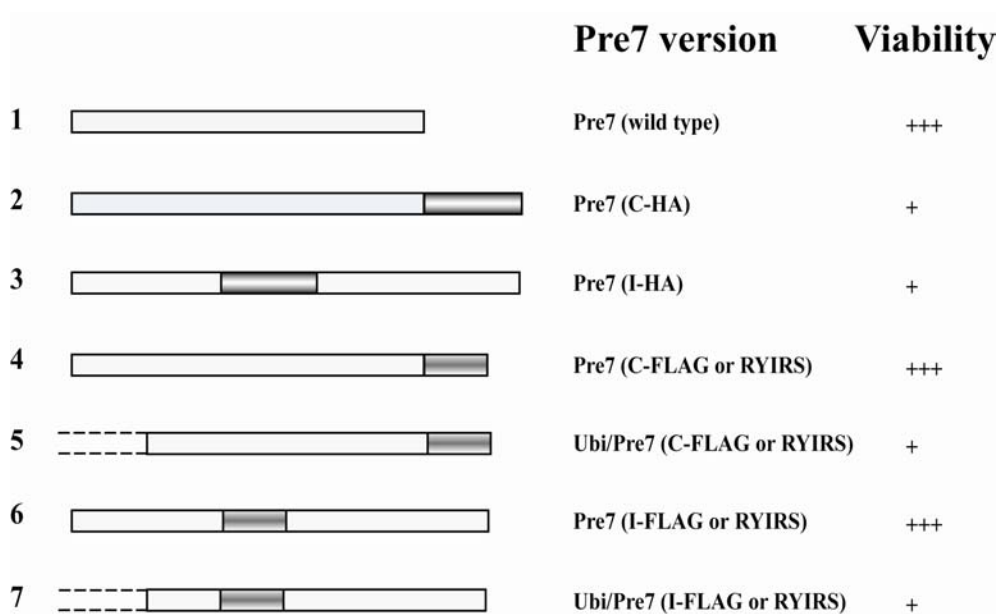 Pre7 version Viability
1 Pre7 (wild type) +++
2 Pre7 (C-HA) +
3 Pre7 (I-HA) +
4 Pre7 (C-FLAG or RYIRS) +++
5 Ubi/Pre7 (C-FLAG or RYIRS) +
6 Pre7 (I-FLAG or RYIRS) +++
7 Ubi/Pre7 (I-FLAG or RYIRS) +